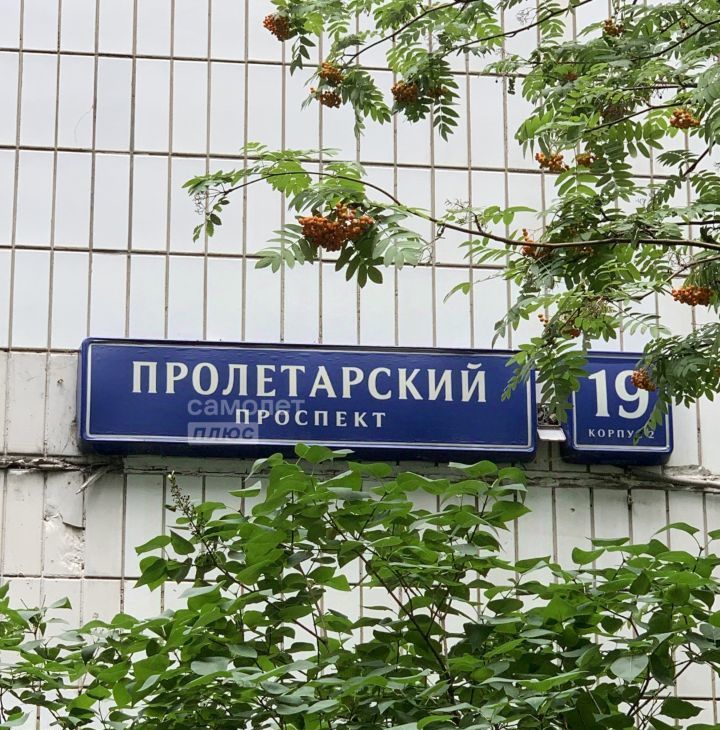 ПРОЛЕТАРСКИЙ
ПРОСПЕКТ
19
КОРПУС 2
самолет
плюс